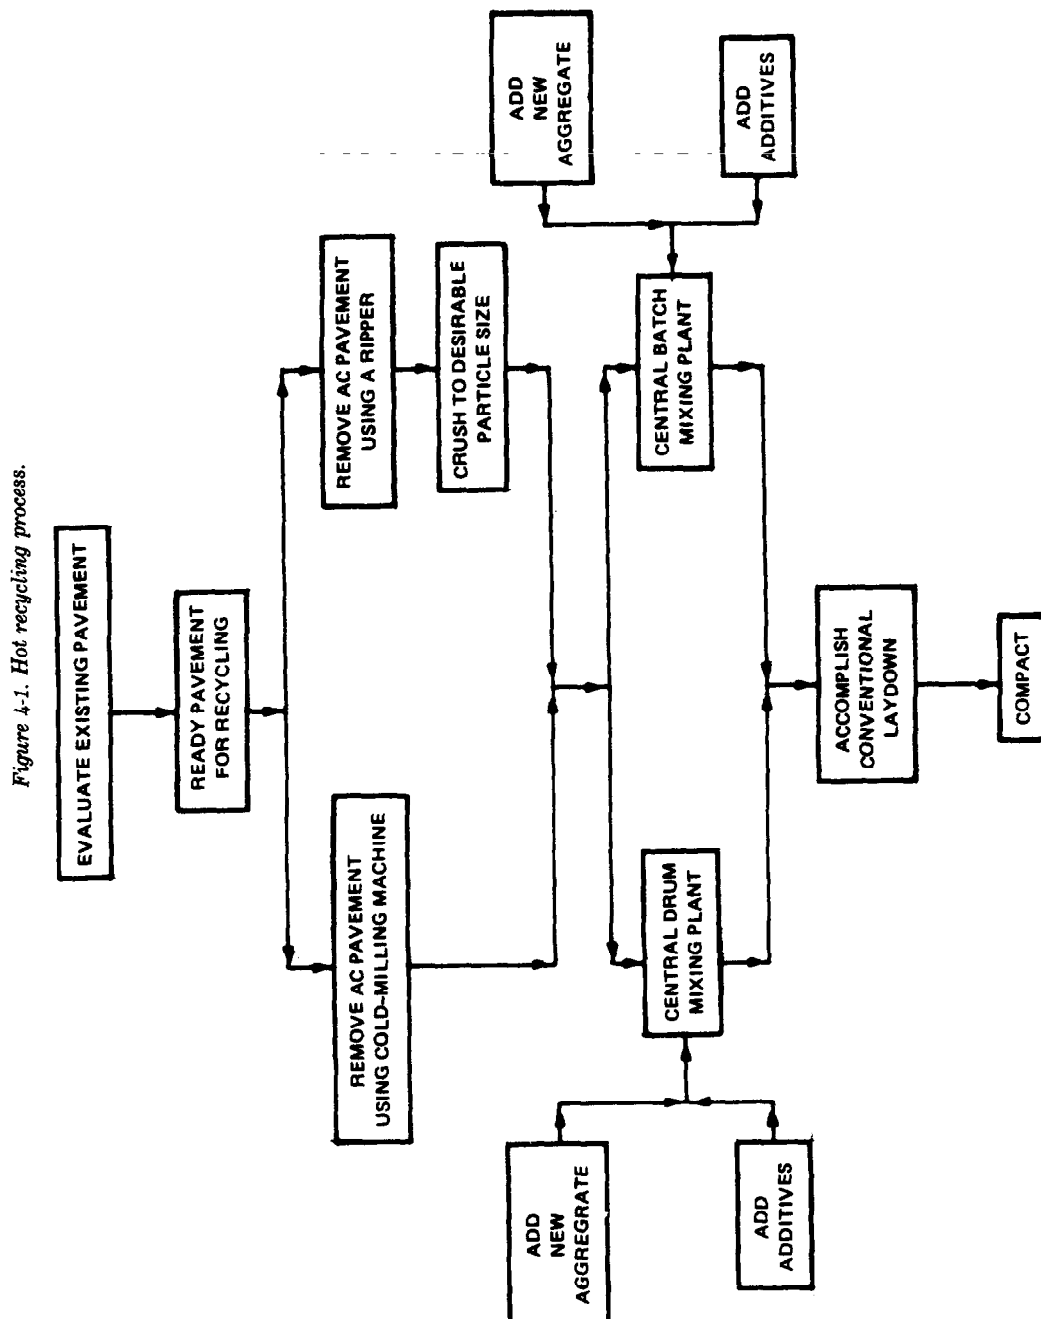 Figure 4-1. Hot recycling process.
EVALUATE EXISTING PAVEMENT
READY PAVEMENT
FOR RECYCLING
REMOVE AC PAVEMENT
USING COLD-MILLING MACHINE
REMOVE AC PAVEMENT
USING A RIPPER
CRUSH TO DESIRABLE
PARTICLE SIZE
ADD
NEW
AGGREGRATE
ADD
ADDITIVES
CENTRAL DRUM
MIXING PLANT
CENTRAL BATCH
MIXING PLANT
ADD
NEW
AGGREGATE
ADD
ADDITIVES
ACCOMPLISH
CONVENTIONAL
LAYDOWN
COMPACT